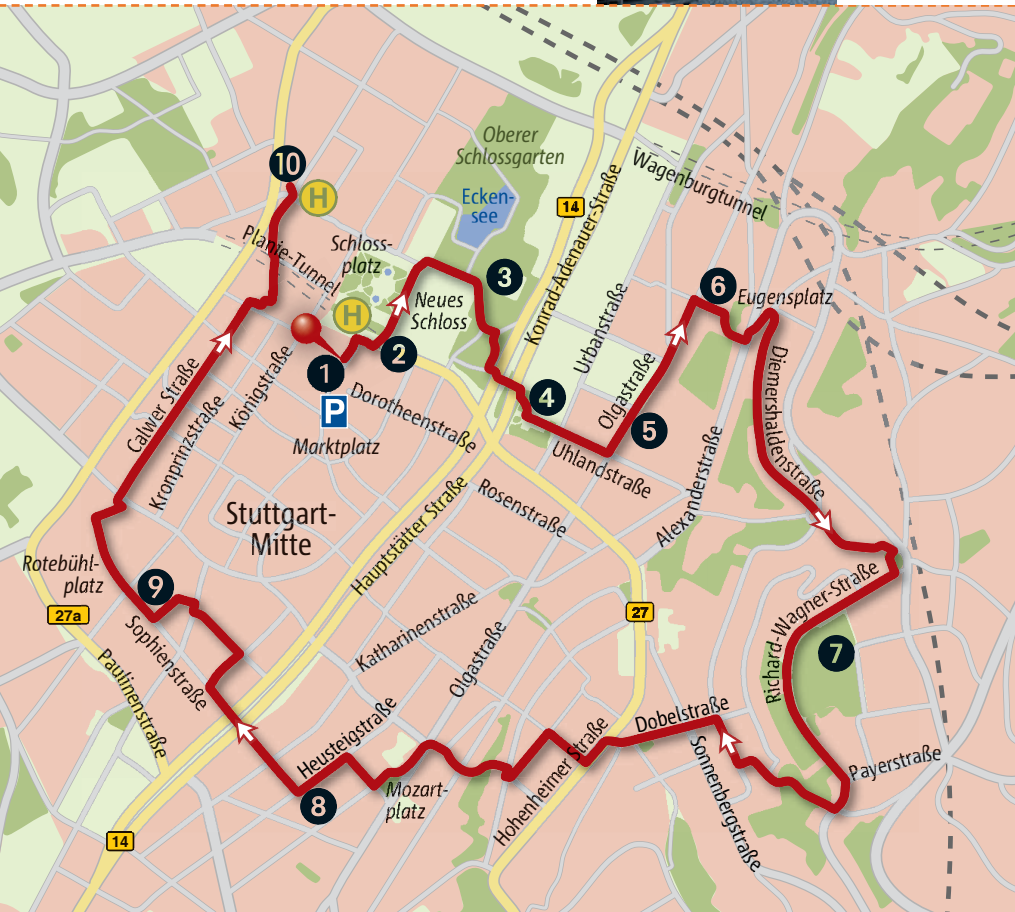 Oberer
Schlossgarten
Wagenburgtunnel
10
H
Ecken-
see
14
Konrad-Adenauer-Straße
Planie-Tunnel
Schloss-
platz
3
6
Eugensplatz
H
Neues
Schloss
Urbanstraße
1
2
P
Königstraße
Dorotheenstraße
Marktplatz
4
Olgastraße
5
Uhlandstraße
Diemershaldenstraße
Calwer Straße
Kronprinzstraße
Alexanderstraße
Rosenstraße
Stuttgart-
Mitte
Hauptstätter Straße
Rotebühl-
platz
9
27a
27
Richard-Wagner-Straße
7
Katharinenstraße
Olgastraße
Sophienstraße
Paulinenstraße
Dobelstraße
Heusteigstraße
8
Mozart-
platz
Hohenheimer Straße
Sonnenbergstraße
Payerstraße
14